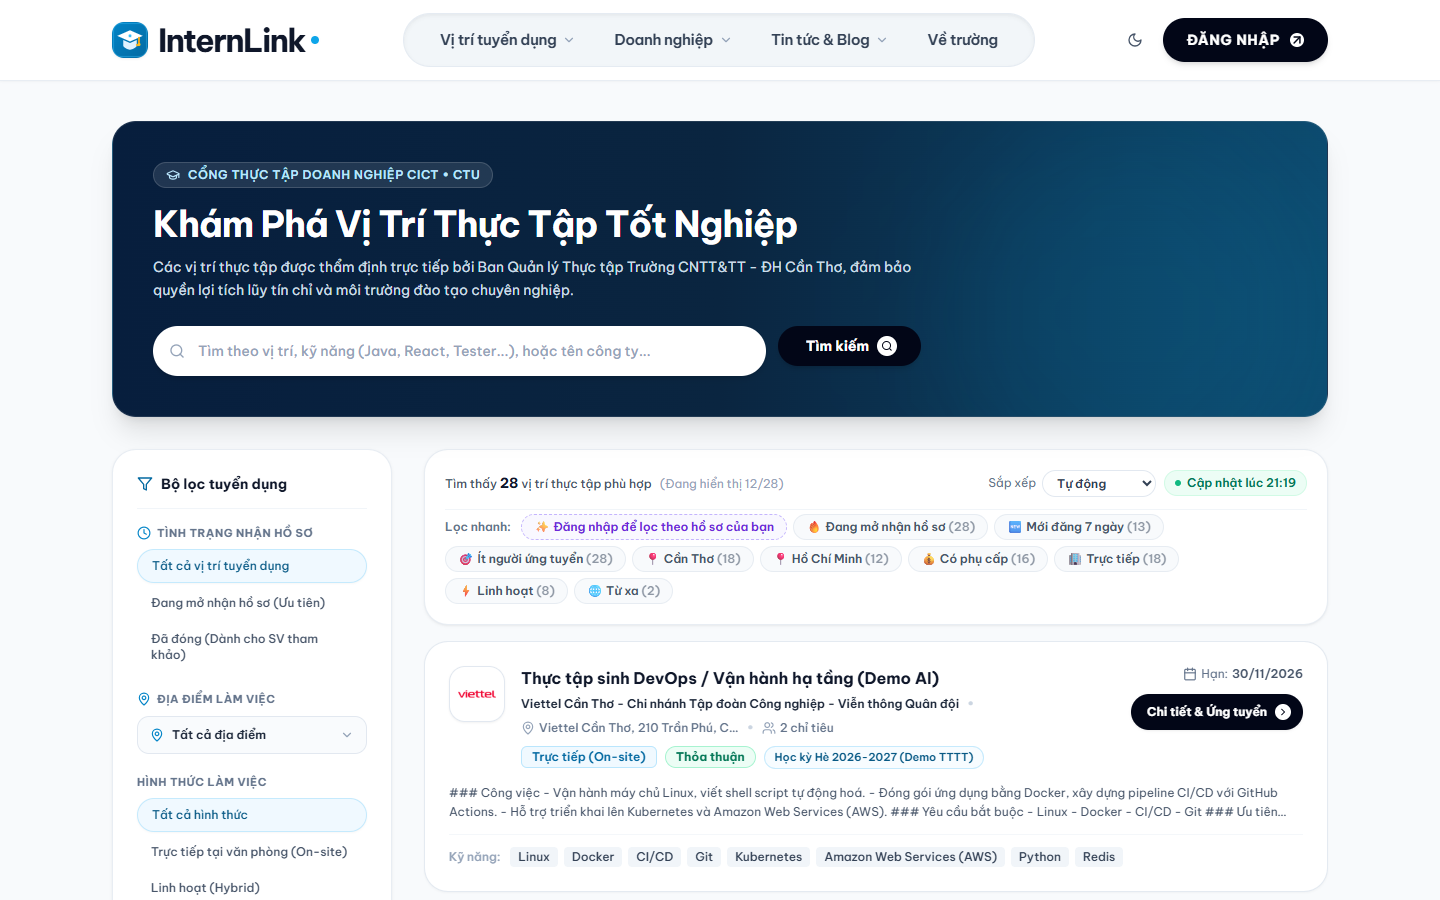 InternLink
Vị trí tuyển dụng
Doanh nghiệp
Tin tức & Blog
Về trường
ĐĂNG NHẬP
CỔNG THỰC TẬP DOANH NGHIỆP CICT • CTU
Khám Phá Vị Trí Thực Tập Tốt Nghiệp
Các vị trí thực tập được thẩm định trực tiếp bởi Ban Quản lý Thực tập Trường CNTT&TT - ĐH Cần Thơ, đảm bảo
quyền lợi tích lũy tín chỉ và môi trường đào tạo chuyên nghiệp.
Tìm theo vị trí, kỹ năng (Java, React, Tester...), hoặc tên công ty...
Tìm kiếm
Bộ lọc tuyển dụng
TÌNH TRẠNG NHẬN HỒ SƠ
Tất cả vị trí tuyển dụng
Đang mở nhận hồ sơ (Ưu tiên)
Đã đóng (Dành cho SV tham
khảo)
ĐỊA ĐIỂM LÀM VIỆC
Tất cả địa điểm
HÌNH THỨC LÀM VIỆC
Tất cả hình thức
Trực tiếp tại văn phòng (On-site)
Linh hoạt (Hybrid)
Tìm thấy 28 vị trí thực tập phù hợp (Đang hiển thị 12/28)
Sắp xếp
Tự động
Cập nhật lúc 21:19
Lọc nhanh:
Đăng nhập để lọc theo hồ sơ của bạn
Đang mở nhận hồ sơ (28)
Mới đăng 7 ngày (13)
Ít người ứng tuyển (28)
Cần Thơ (18)
Hồ Chí Minh (12)
Có phụ cấp (16)
Trực tiếp (18)
Linh hoạt (8)
Từ xa (2)
viettel
Thực tập sinh DevOps / Vận hành hạ tầng (Demo AI)
Viettel Cần Thơ - Chi nhánh Tập đoàn Công nghiệp - Viễn thông Quân đội •
Viettel Cần Thơ, 210 Trần Phú, C... • 2 chỉ tiêu
Trực tiếp (On-site)
Thỏa thuận
Học kỳ Hè 2026-2027 (Demo TTTT)
Hạn: 30/11/2026
Chi tiết & Ứng tuyển
### Công việc - Vận hành máy chủ Linux, viết shell script tự động hoá. - Đóng gói ứng dụng bằng Docker, xây dựng pipeline CI/CD với GitHub
Actions. - Hỗ trợ triển khai lên Kubernetes và Amazon Web Services (AWS). ### Yêu cầu bắt buộc - Linux - Docker - CI/CD - Git ### Ưu tiên...
Kỹ năng:
Linux
Docker
CI/CD
Git
Kubernetes
Amazon Web Services (AWS)
Python
Redis